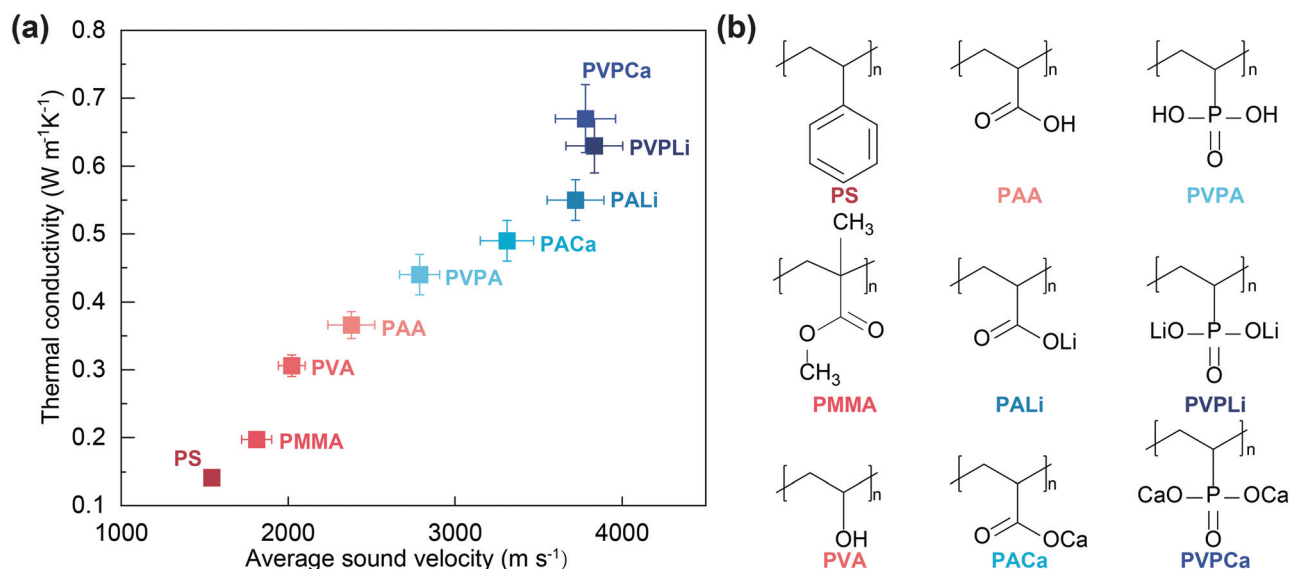 (a)
Thermal conductivity (W m⁻¹K⁻¹)
0.8
0.7
0.6
0.5
0.4
0.3
0.2
0.1
PVPCa
PVPLi
PALi
PACa
PVPA
PAA
PVA
PMMA
PS
1000 2000 3000 4000
Average sound velocity (m s⁻¹)
(b)
[ ]n
PS
[ ]n
O OH
PAA
[ ]n
HO P OH
O
PVPA
CH₃
[ ]n
O O
CH₃
PMMA
[ ]n
O OLi
PALi
[ ]n
LiO P OLi
O
PVPLi
[ ]n
OH
PVA
[ ]n
O OCa
PACa
[ ]n
CaO P OCa
O
PVPCa